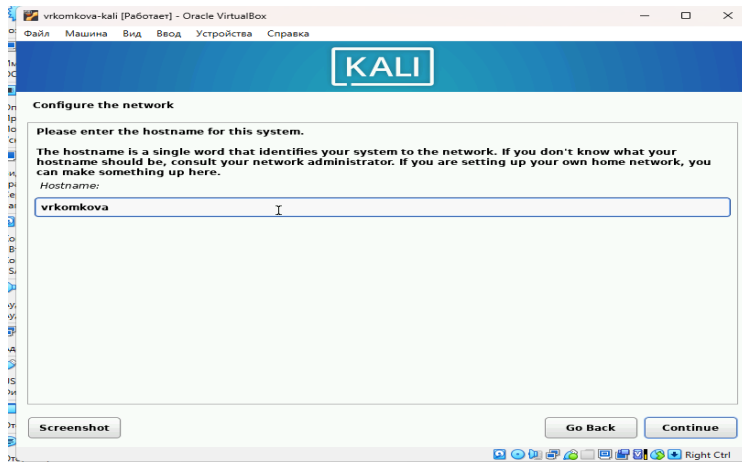 vrkomkova-kali [Работает] - Oracle VirtualBox
Файл Машина Вид Ввод Устройства Справка
KALI
Configure the network
Please enter the hostname for this system.
The hostname is a single word that identifies your system to the network. If you don't know what your
hostname should be, consult your network administrator. If you are setting up your own home network, you
can make something up here.
Hostname:
vrkomkova
Screenshot Go Back Continue
Right Ctrl